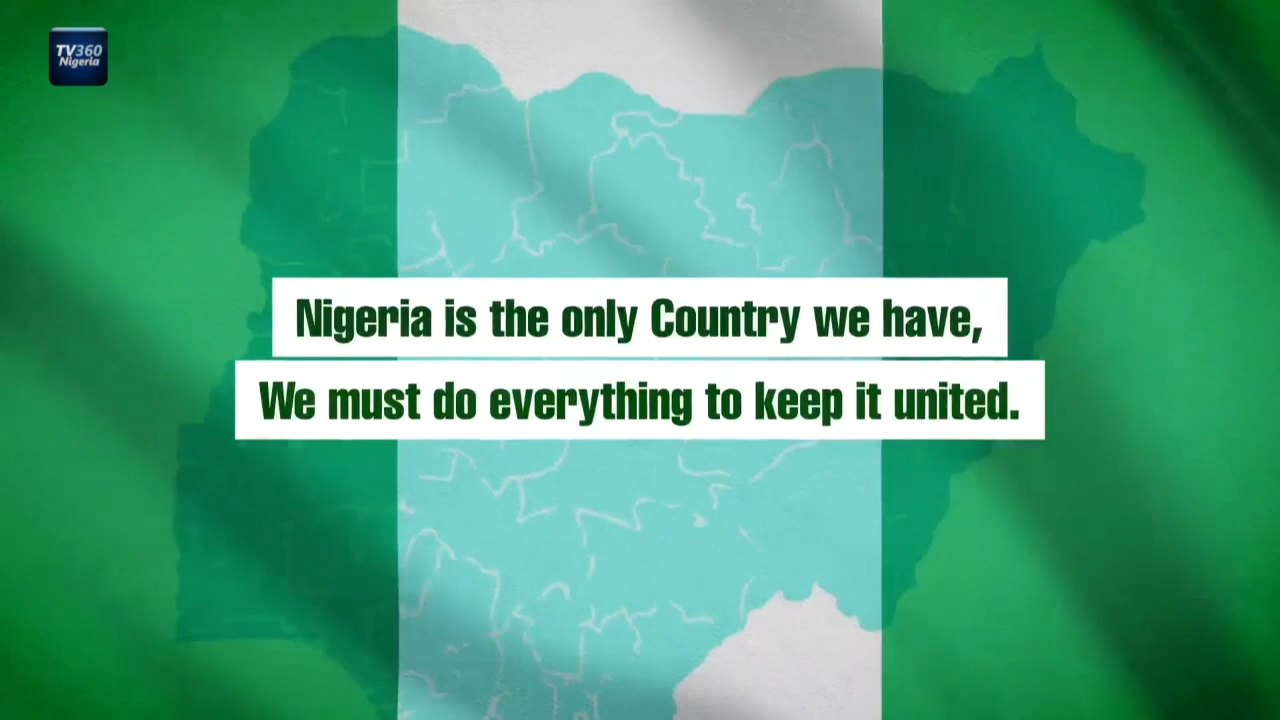 TV360
Nigeria
Nigeria is the only Country we have,
We must do everything to keep it united.